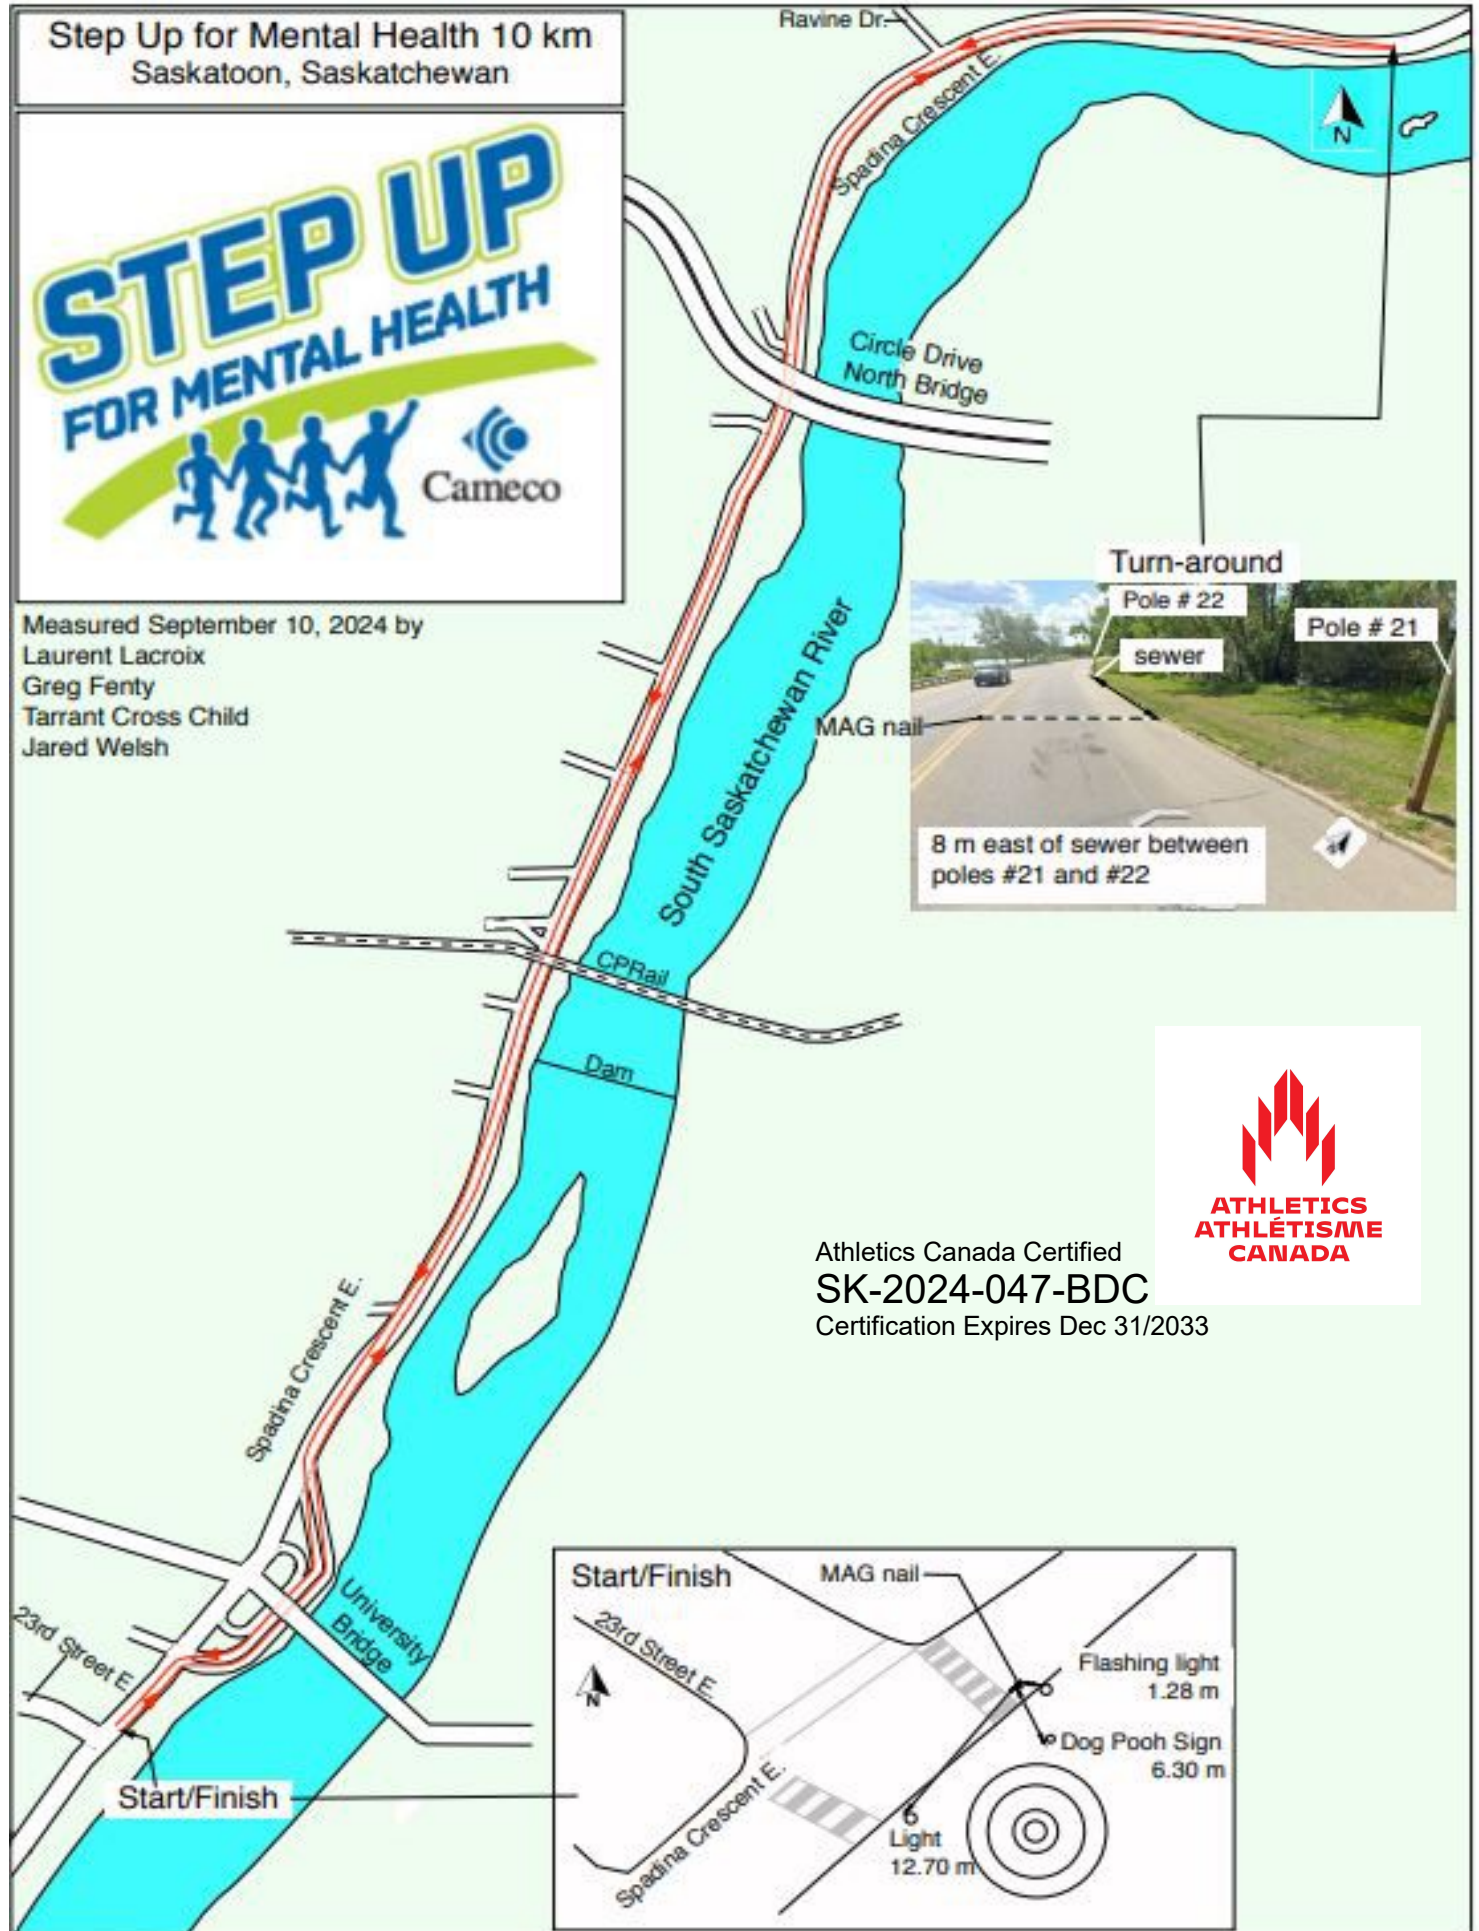 Step Up for Mental Health 10 km
Saskatoon, Saskatchewan
STEP UP
FOR MENTAL HEALTH
Cameco
Measured September 10, 2024 by
Laurent Lacroix
Greg Fenty
Tarrant Cross Child
Jared Welsh
Ravine Dr.
Spadina Crescent E.
N
Circle Drive
North Bridge
Turn-around
Pole # 22
Pole # 21
sewer
MAG nail
8 m east of sewer between
poles #21 and #22
South Saskatchewan River
CPRail
Dam
ATHLETICS
ATHLÉTISME
CANADA
Athletics Canada Certified
SK-2024-047-BDC
Certification Expires Dec 31/2033
Spadina Crescent E.
University
Bridge
23rd Street E
Start/Finish
Start/Finish
MAG nail
23rd Street E.
N
Flashing light
1.28 m
Dog Pooh Sign
6.30 m
Spadina Crescent E.
Light
12.70 m